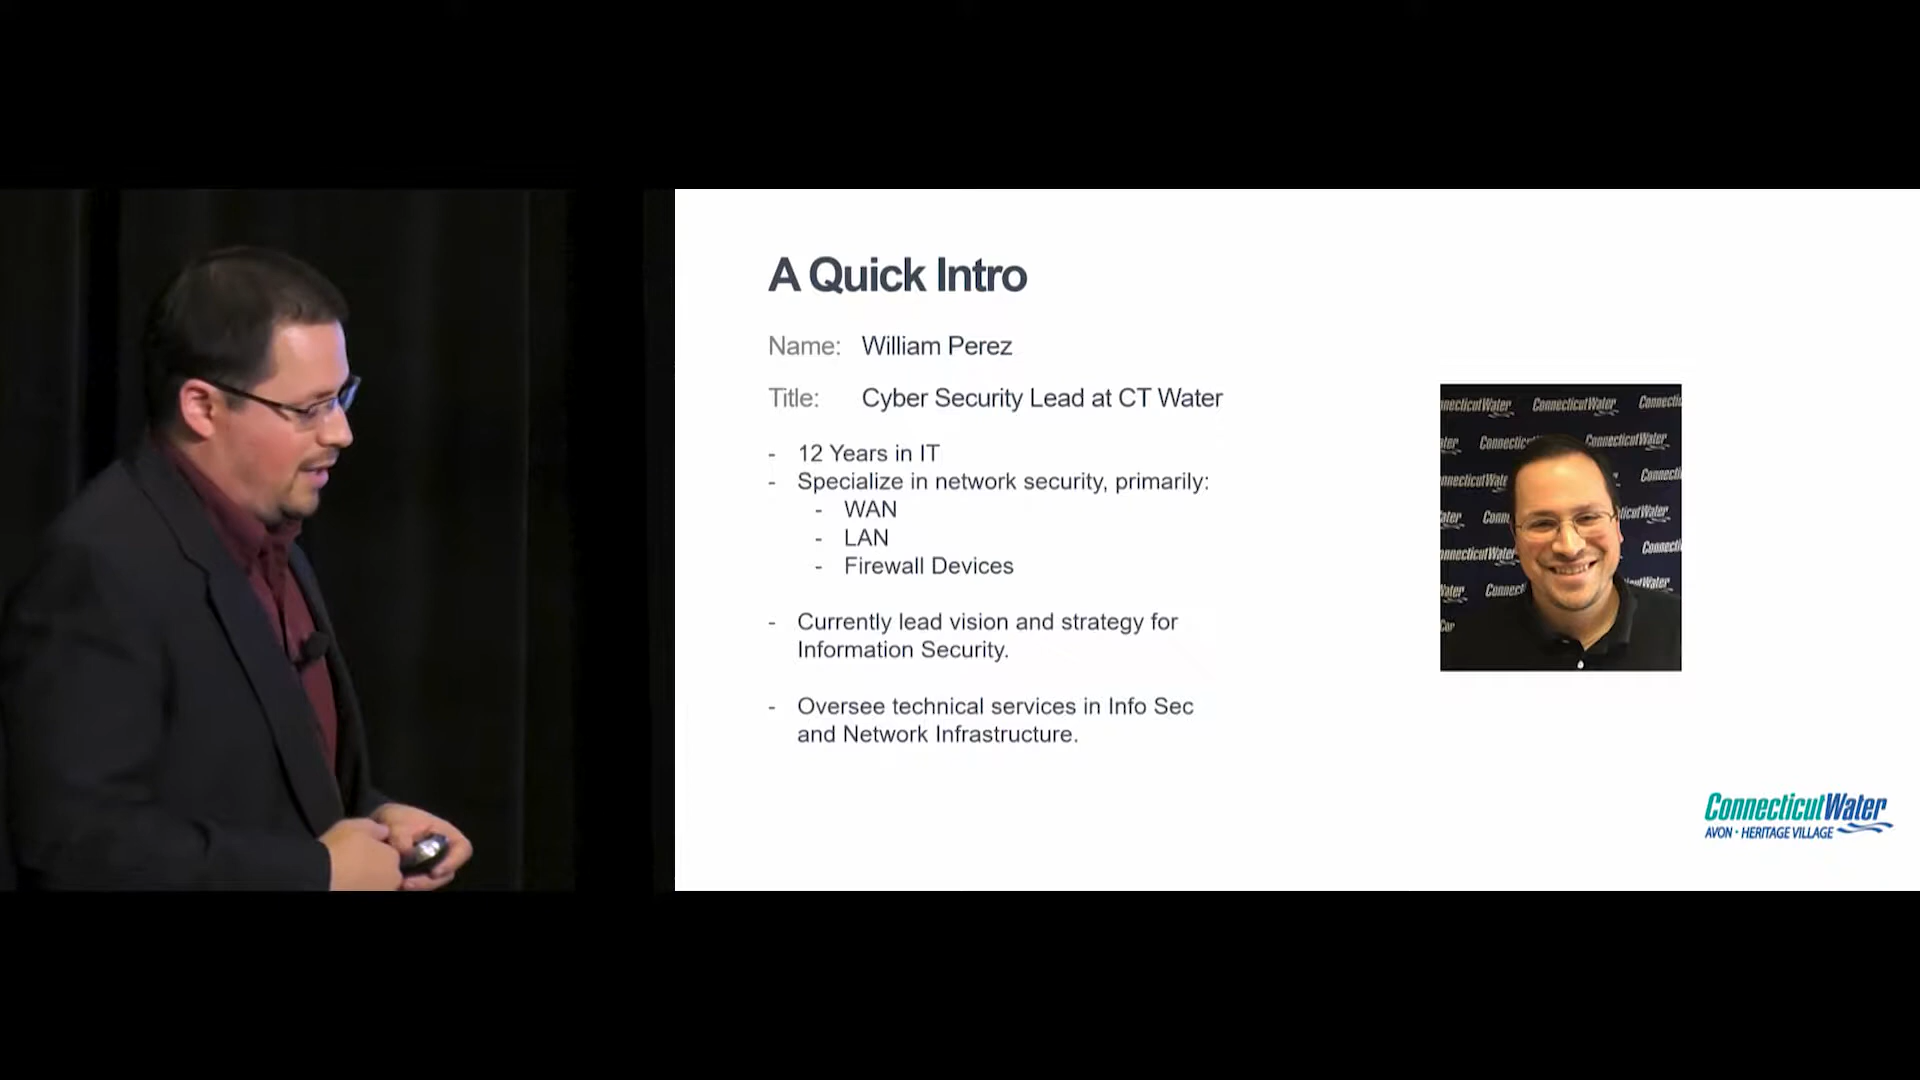 A Quick Intro
Name: William Perez
Title: Cyber Security Lead at CT Water
- 12 Years in IT
- Specialize in network security, primarily:
- WAN
- LAN
- Firewall Devices
- Currently lead vision and strategy for
Information Security.
- Oversee technical services in Info Sec
and Network Infrastructure.
ConnecticutWater
ConnecticutWater
ConnecticutWater
AVON • HERITAGE VILLAGE